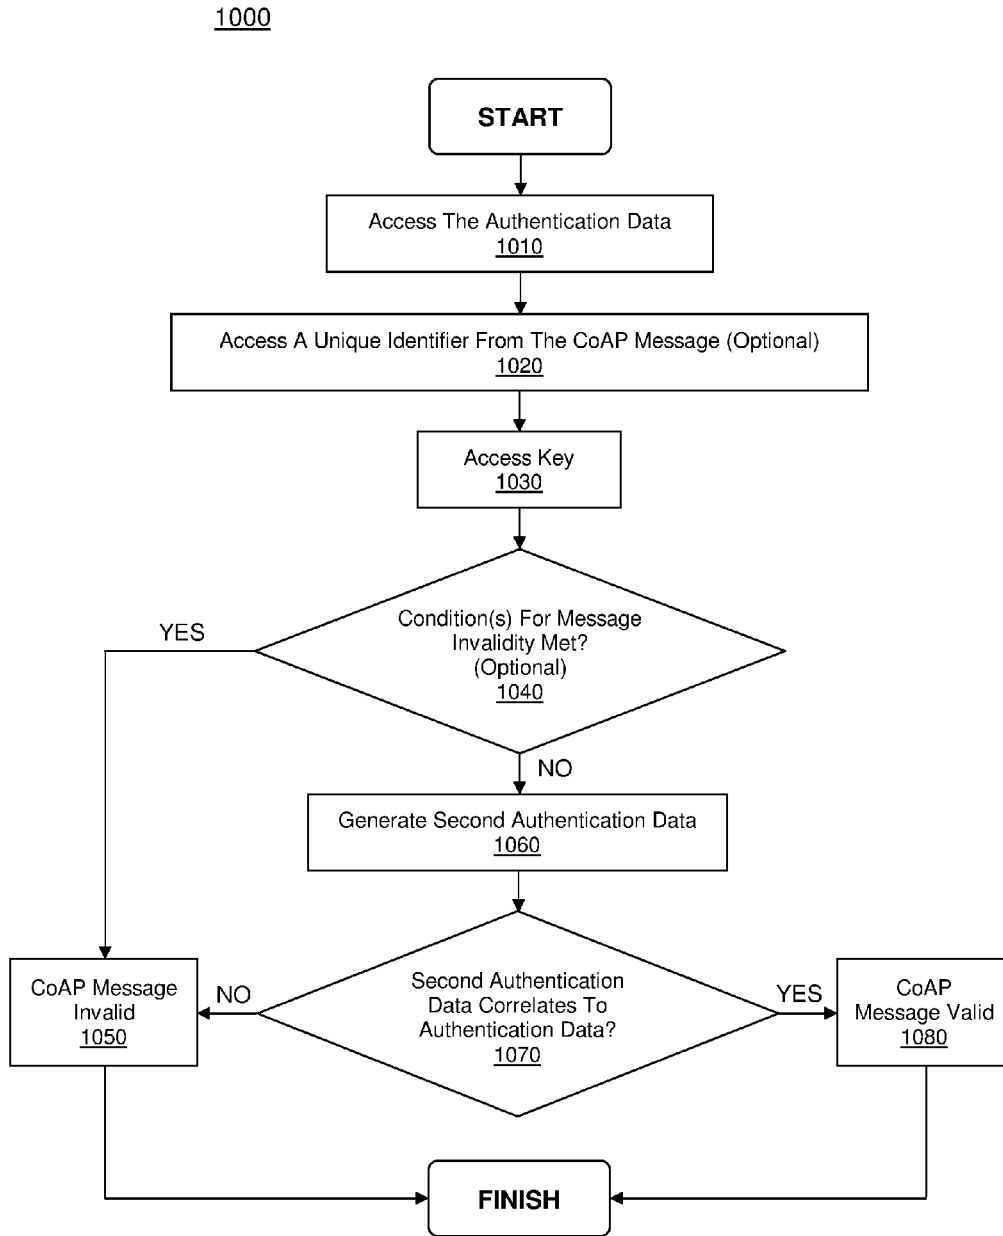 1000
START
Access The Authentication Data
1010
Access A Unique Identifier From The CoAP Message (Optional)
1020
Access Key
1030
Condition(s) For Message
Invalidity Met?
(Optional)
1040
YES
NO
Generate Second Authentication Data
1060
CoAP Message
Invalid
1050
NO
Second Authentication
Data Correlates To
Authentication Data?
1070
YES
CoAP
Message Valid
1080
FINISH